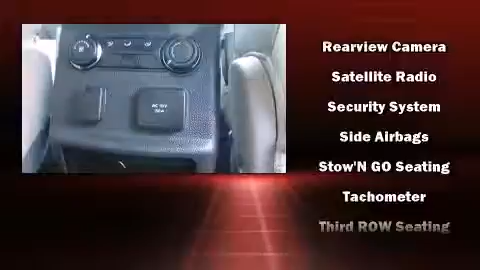 Rearview Camera
Satellite Radio
Security System
Side Airbags
Stow'N GO Seating
Tachometer
Third ROW Seating